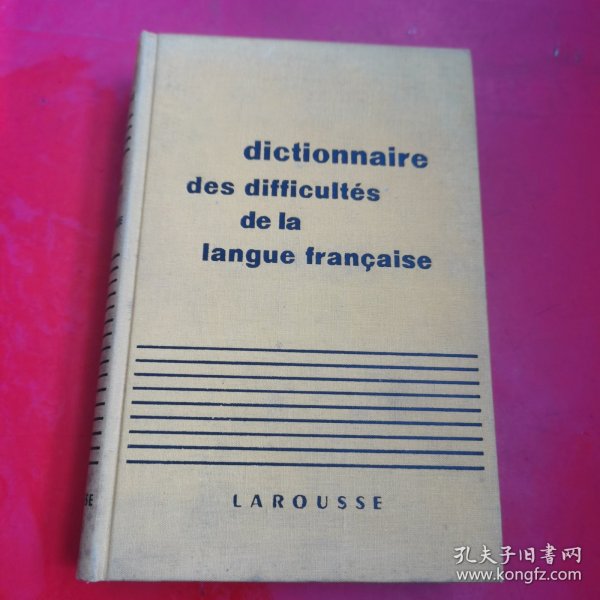 dictionnaire
des difficultés
de la
langue française
LAROUSSE
孔夫子旧书网
www.kongfz.com